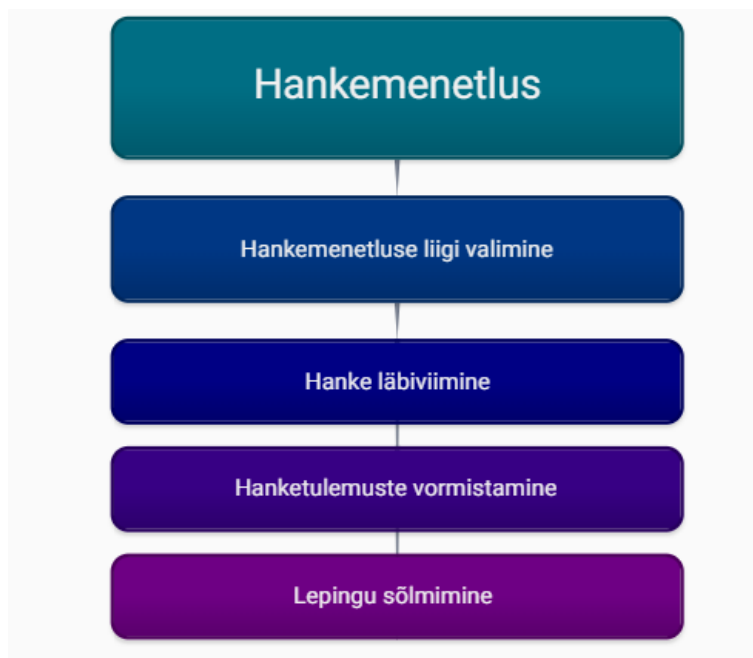 Hankemenetlus
Hankemenetluse liigi valimine
Hanke läbiviimine
Hanketulemuste vormistamine
Lepingu sõlmimine